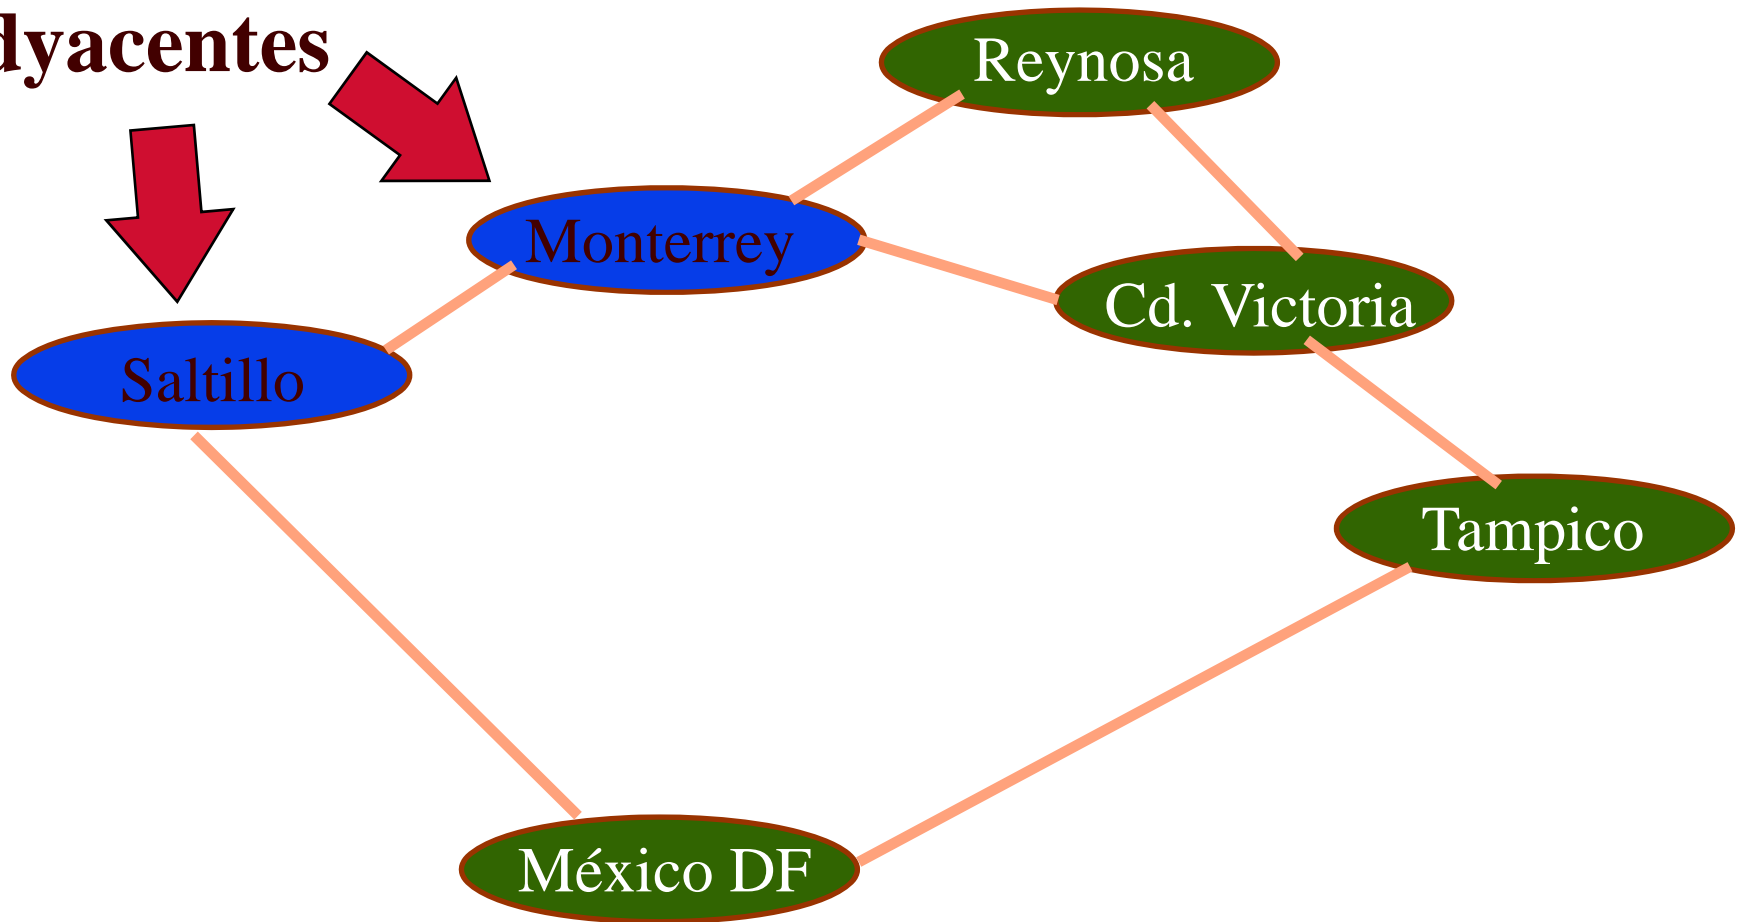 dyacentes
Reynosa
Monterrey
Cd. Victoria
Saltillo
Tampico
México DF